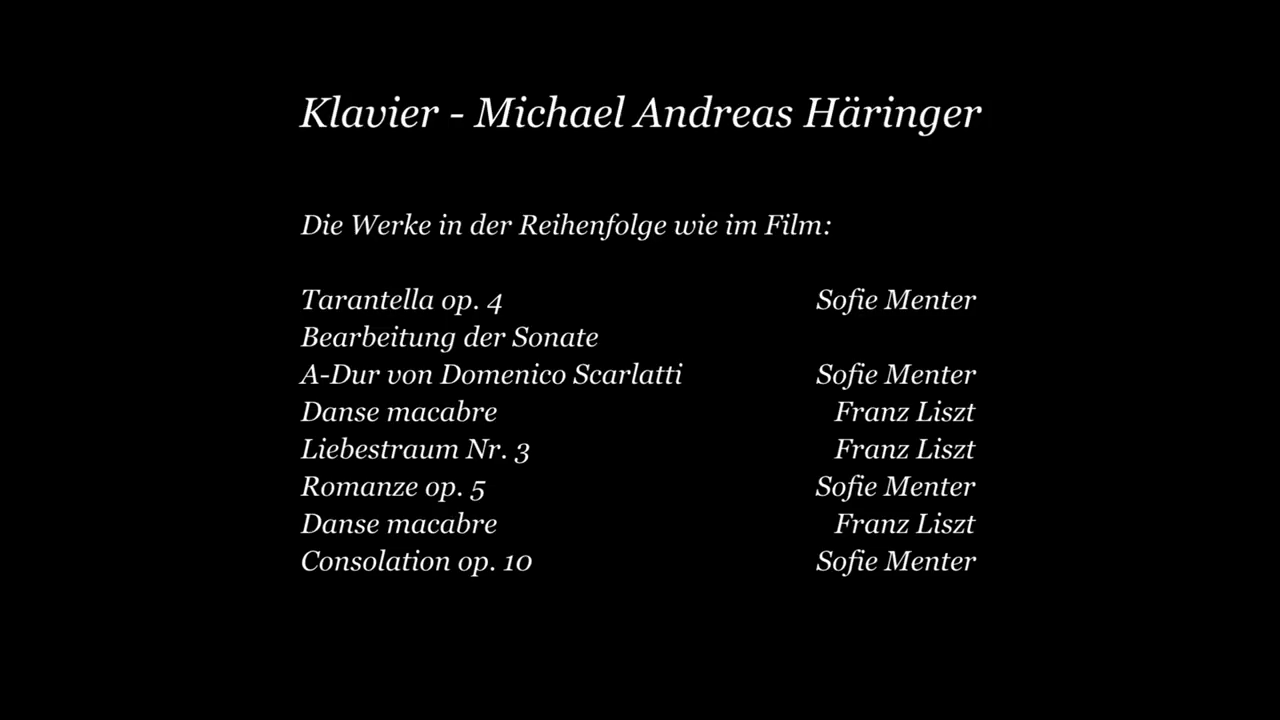 Klavier - Michael Andreas Häringer
Die Werke in der Reihenfolge wie im Film:
Tarantella op. 4 Sofie Menter
Bearbeitung der Sonate
A-Dur von Domenico Scarlatti Sofie Menter
Danse macabre Franz Liszt
Liebestraum Nr. 3 Franz Liszt
Romanze op. 5 Sofie Menter
Danse macabre Franz Liszt
Consolation op. 10 Sofie Menter